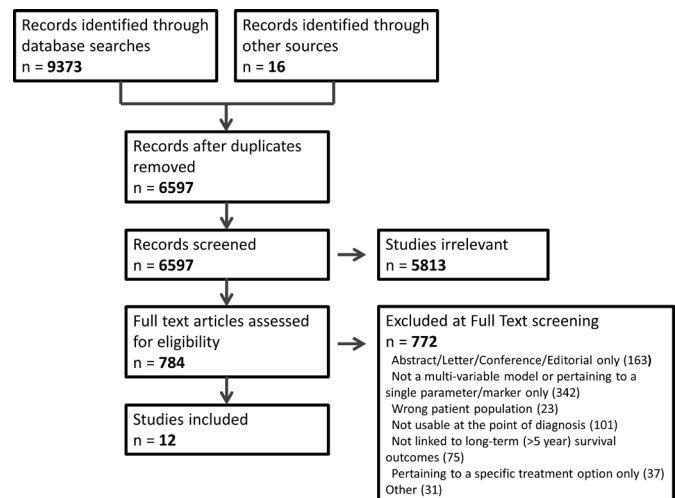 Records identified through
database searches
n = 9373
Records identified through
other sources
n = 16
Records after duplicates
removed
n = 6597
Records screened
n = 6597
Studies irrelevant
n = 5813
Full text articles assessed
for eligibility
n = 784
Excluded at Full Text screening
n = 772
Abstract/Letter/Conference/Editorial only (163)
Not a multi-variable model or pertaining to a
single parameter/marker only (342)
Wrong patient population (23)
Not usable at the point of diagnosis (101)
Not linked to long-term (>5 year) survival
outcomes (75)
Pertaining to a specific treatment option only (37)
Other (31)
Studies included
n = 12